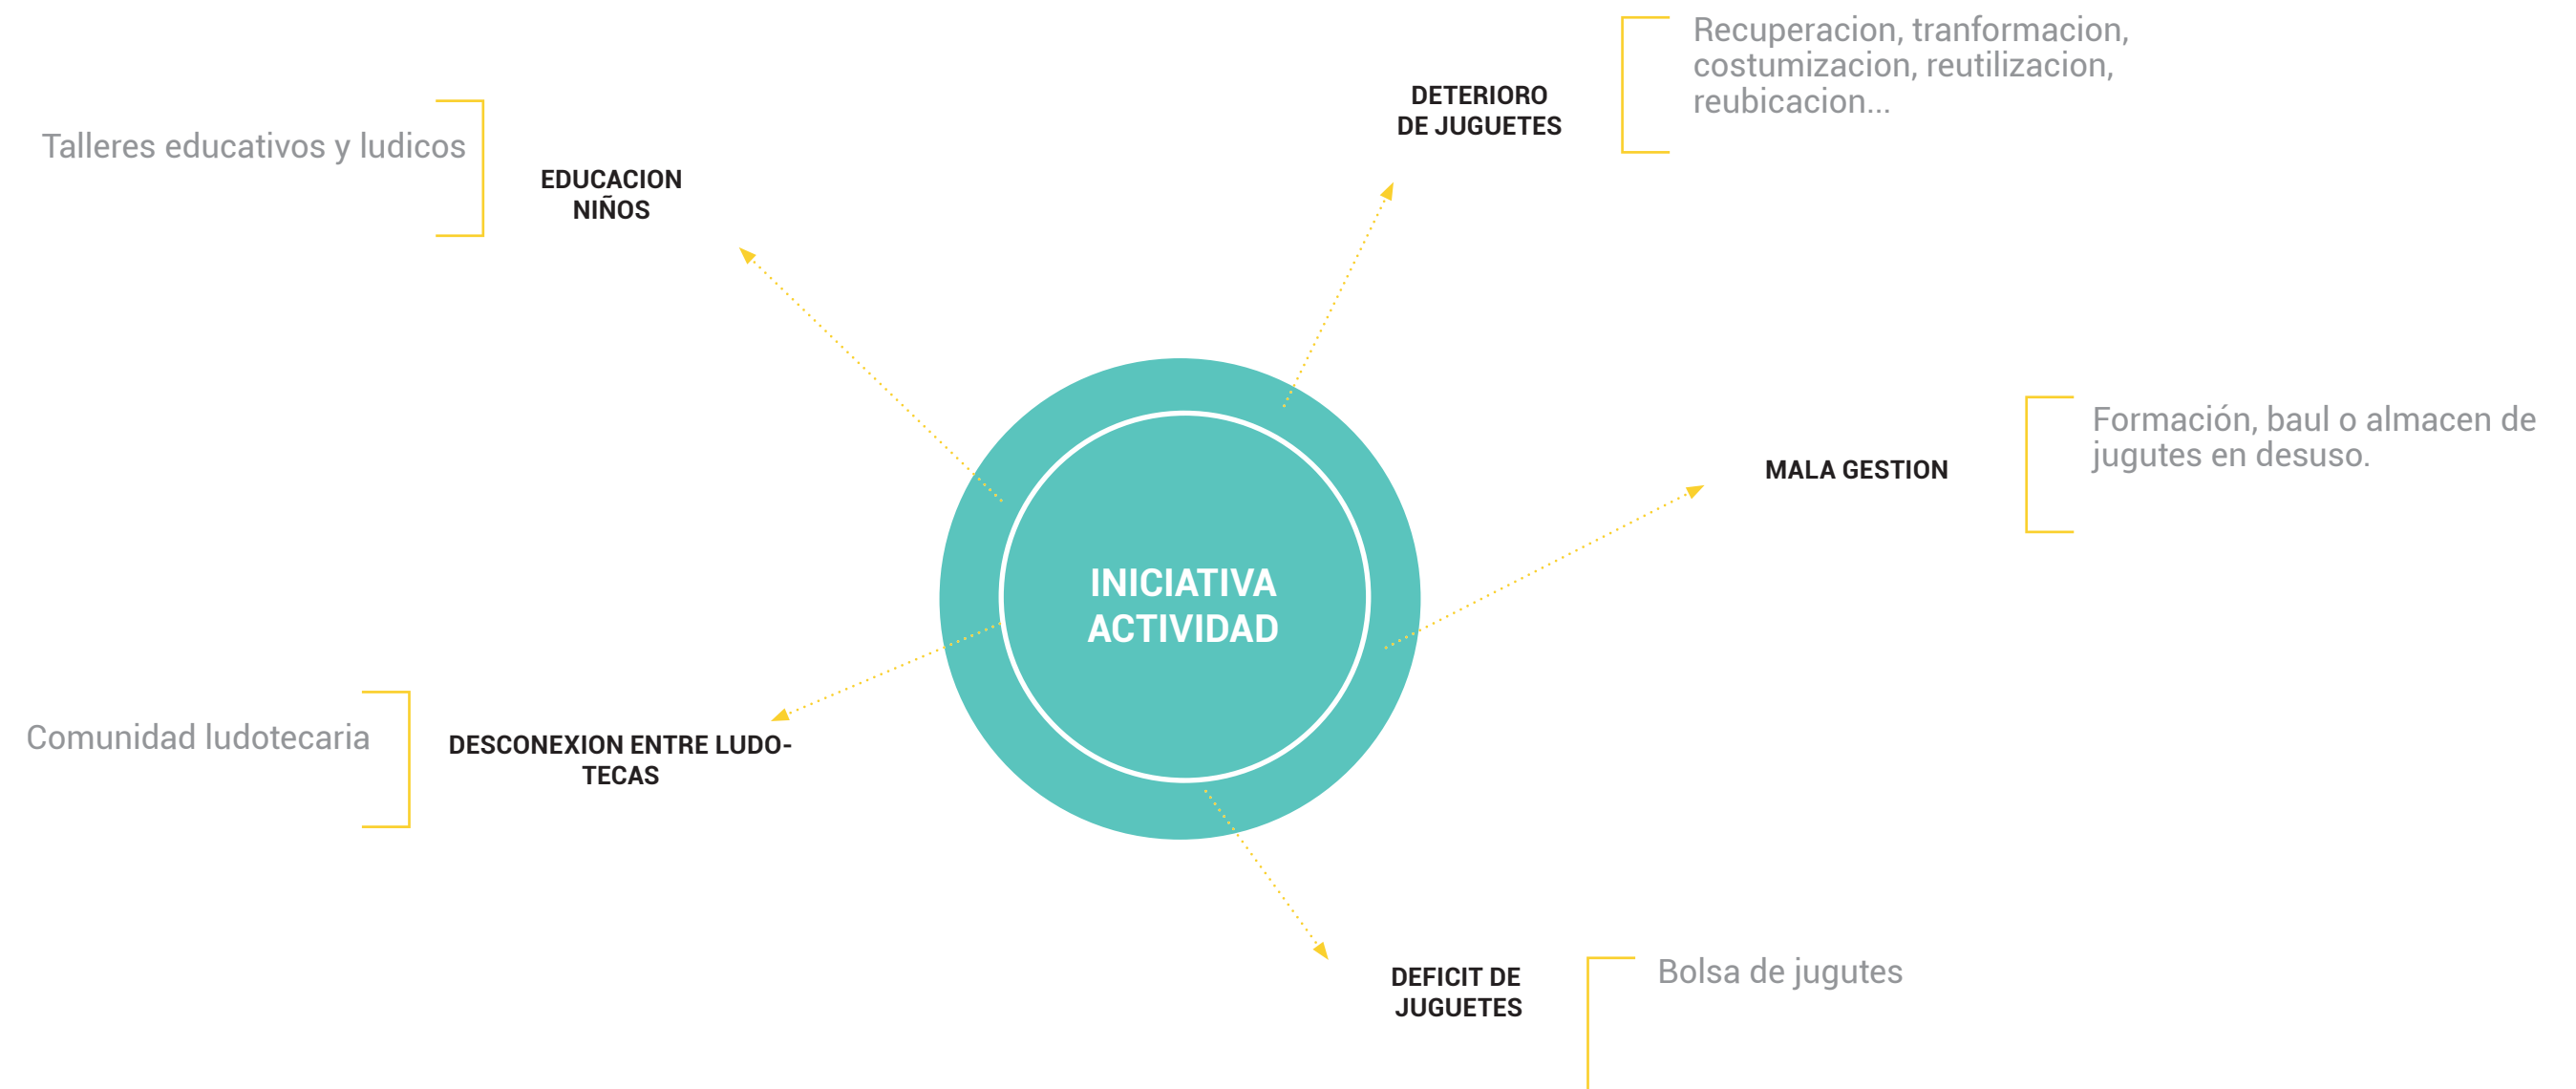 Recuperacion, tranformacion,
costumizacion, reutilizacion,
reubicacion...
DETERIORO
DE JUGUETES
Talleres educativos y ludicos
EDUCACION
NIÑOS
Formación, baul o almacen de
jugutes en desuso.
MALA GESTION
INICIATIVA
ACTIVIDAD
Comunidad ludotecaria
DESCONEXION ENTRE LUDO-
TECAS
DEFICIT DE
JUGUETES
Bolsa de jugutes